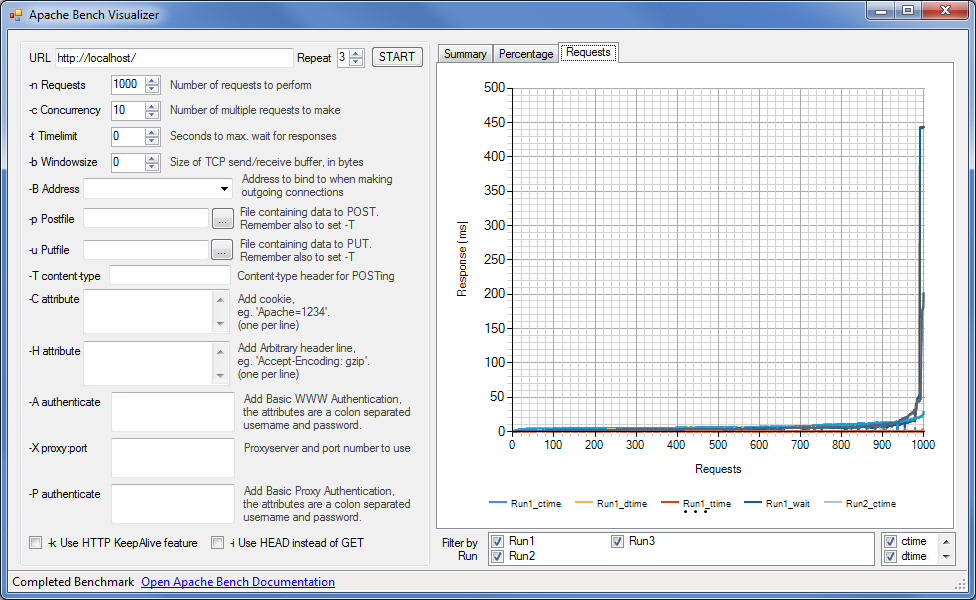 Apache Bench Visualizer
URL http://localhost/ Repeat 3 START
-n Requests 1000 Number of requests to perform
-c Concurrency 10 Number of multiple requests to make
-t Timelimit 0 Seconds to max. wait for responses
-b Windowsize 0 Size of TCP send/receive buffer, in bytes
-B Address Address to bind to when making
outgoing connections
-p Postfile ... File containing data to POST.
Remember also to set -T
-u Putfile ... File containing data to PUT.
Remember also to set -T
-T content-type Content-type header for POSTing
-C attribute Add cookie,
eg. 'Apache=1234'.
(one per line)
-H attribute Add Arbitrary header line,
eg. 'Accept-Encoding: gzip'.
(one per line)
-A authenticate Add Basic WWW Authentication,
the attributes are a colon separated
username and password.
-X proxy:port Proxyserver and port number to use
-P authenticate Add Basic Proxy Authentication,
the attributes are a colon separated
username and password.
-k Use HTTP KeepAlive feature -i Use HEAD instead of GET
Summary Percentage Requests
500
450
400
350
300
250
200
150
100
50
0
Response (ms|
0 100 200 300 400 500 600 700 800 900 1000
Requests
Run1_ctime Run1_dtime Run1_ttime Run1_wait Run2_ctime
Filter by
Run
Run1 Run3
Run2
ctime
dtime
Completed Benchmark Open Apache Bench Documentation